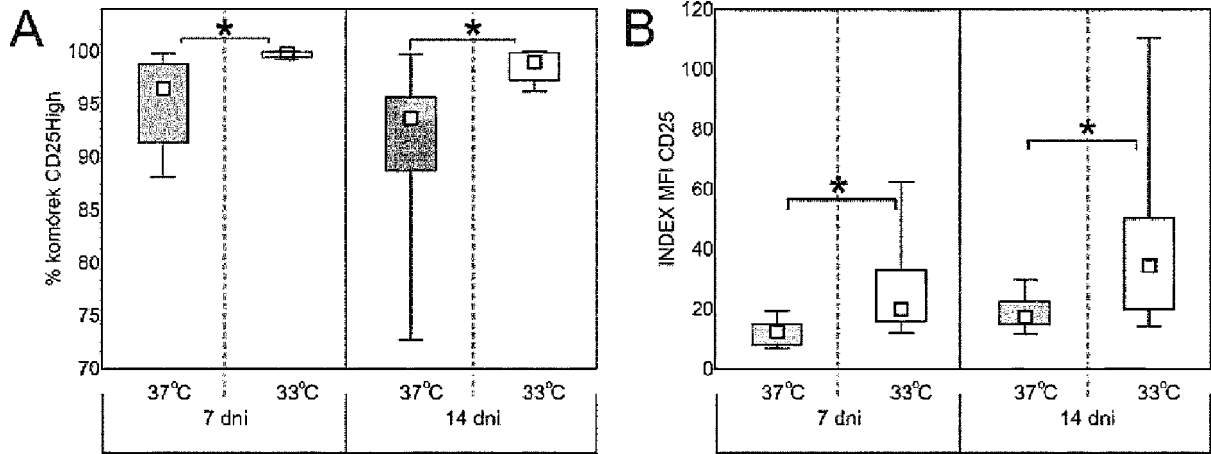 A
% komórek CD25High
100
95
90
85
80
75
70
*
*
37°C
33°C
37°C
33°C
7 dni
14 dni
B
INDEX MFI CD25
120
100
80
60
40
20
0
*
*
37°C
33°C
37°C
33°C
7 dni
14 dni